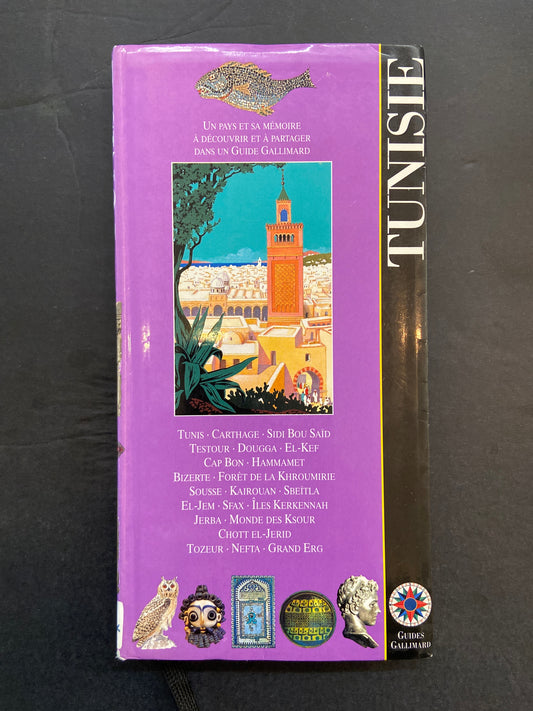 Un pays et sa mémoire
à découvrir et à partager
dans un Guide Gallimard
TUNISIE
Tunis · Carthage · Sidi Bou Saïd
Testour · Dougga · El-Kef
Cap Bon · Hammamet
Bizerte · Forêt de la Khroumirie
Sousse · Kairouan · Sbeïtla
El-Jem · Sfax · Îles Kerkennah
Jerba · Monde des Ksour
Chott el-Jerid
Tozeur · Nefta · Grand Erg
Guides
Gallimard